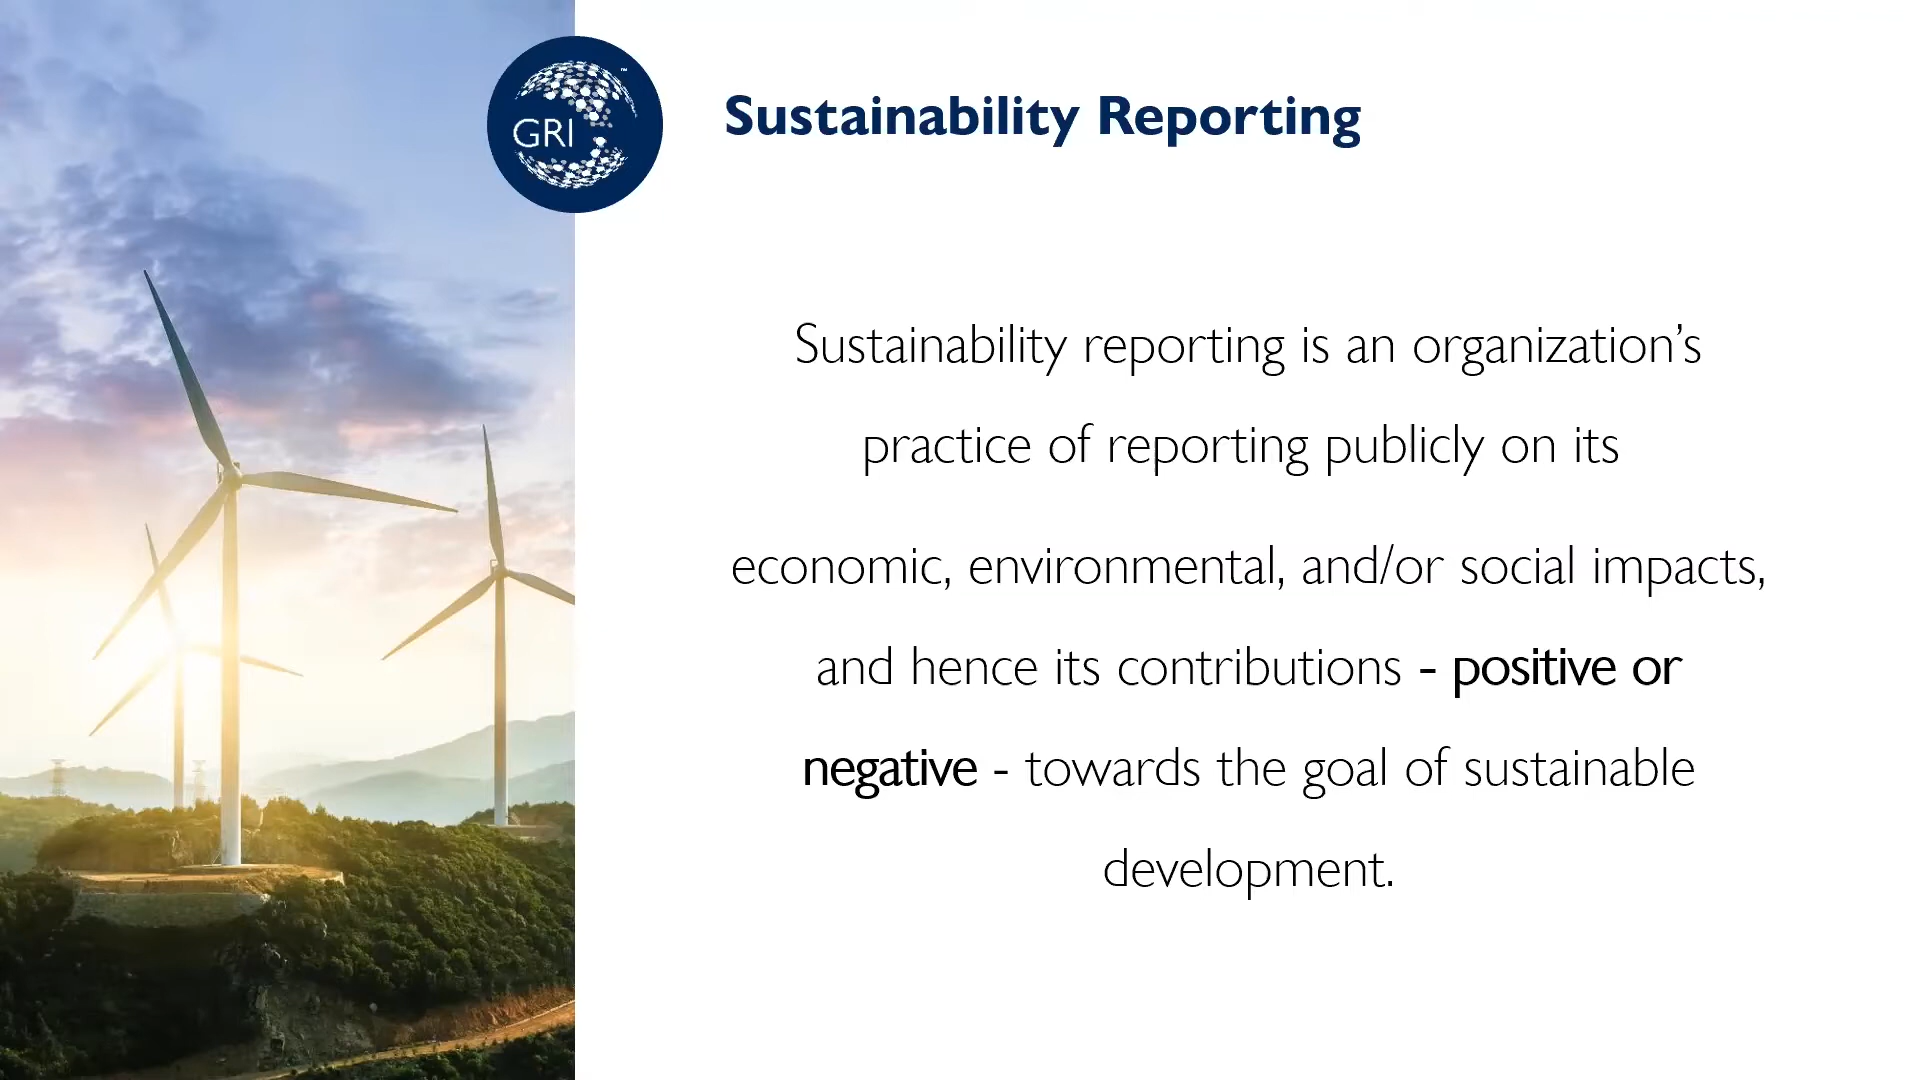 GRI
™
Sustainability Reporting
Sustainability reporting is an organization’s
practice of reporting publicly on its
economic, environmental, and/or social impacts,
and hence its contributions - positive or
negative - towards the goal of sustainable
development.